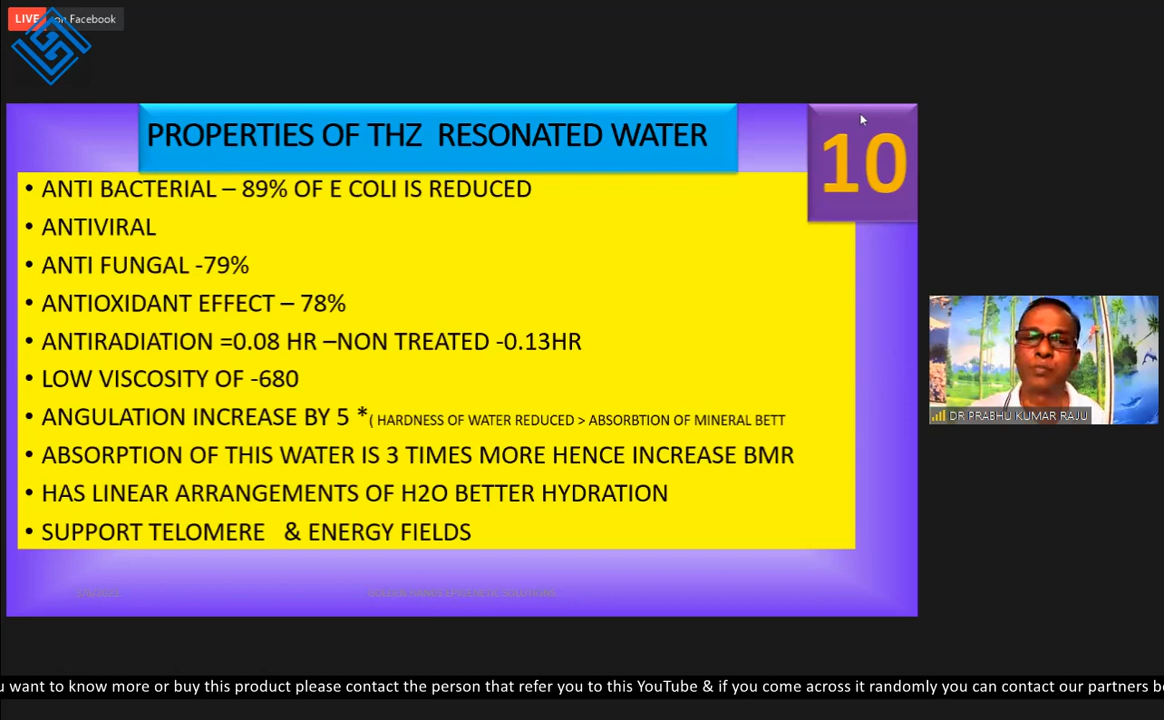 LIVE on Facebook
PROPERTIES OF THZ RESONATED WATER
10
• ANTI BACTERIAL – 89% OF E COLI IS REDUCED
• ANTIVIRAL
• ANTI FUNGAL -79%
• ANTIOXIDANT EFFECT – 78%
• ANTIRADIATION =0.08 HR –NON TREATED -0.13HR
• LOW VISCOSITY OF -680
• ANGULATION INCREASE BY 5 *( HARDNESS OF WATER REDUCED > ABSORBTION OF MINERAL BETT
• ABSORPTION OF THIS WATER IS 3 TIMES MORE HENCE INCREASE BMR
• HAS LINEAR ARRANGEMENTS OF H2O BETTER HYDRATION
• SUPPORT TELOMERE & ENERGY FIELDS
DR PRABHU KUMAR RAJU
EPIGENETIC SOLUTIONS
u want to know more or buy this product please contact the person that refer you to this YouTube & if you come across it randomly you can contact our partners be